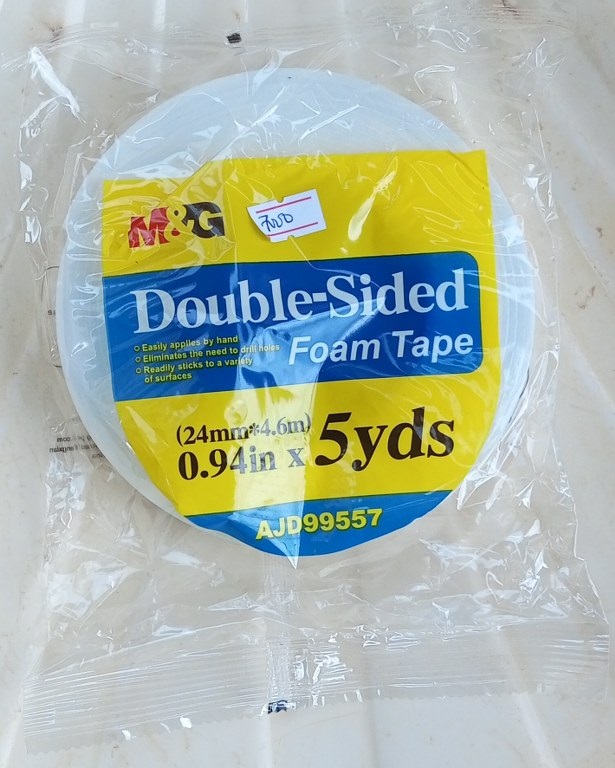 M&G
7000
Double-Sided
Foam Tape
Easily applies by hand
Eliminates the need to drill holes
Readily sticks to a variety
of surfaces
(24mm*4.6m)
0.94in x 5yds
AJD99557